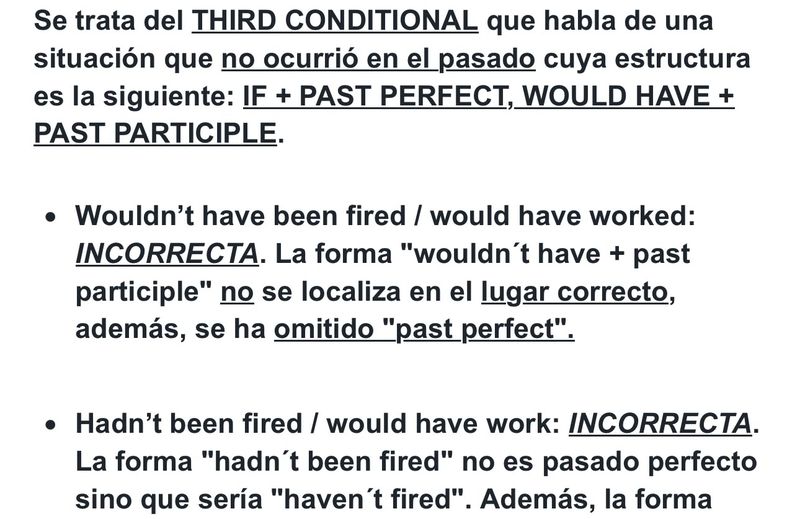 Se trata del THIRD CONDITIONAL que habla de una
situación que no ocurrió en el pasado cuya estructura
es la siguiente: IF + PAST PERFECT, WOULD HAVE +
PAST PARTICIPLE.
• Wouldn’t have been fired / would have worked:
INCORRECTA. La forma "wouldn´t have + past
participle" no se localiza en el lugar correcto,
además, se ha omitido "past perfect".
• Hadn’t been fired / would have work: INCORRECTA.
La forma "hadn´t been fired" no es pasado perfecto
sino que sería "haven´t fired". Además, la forma